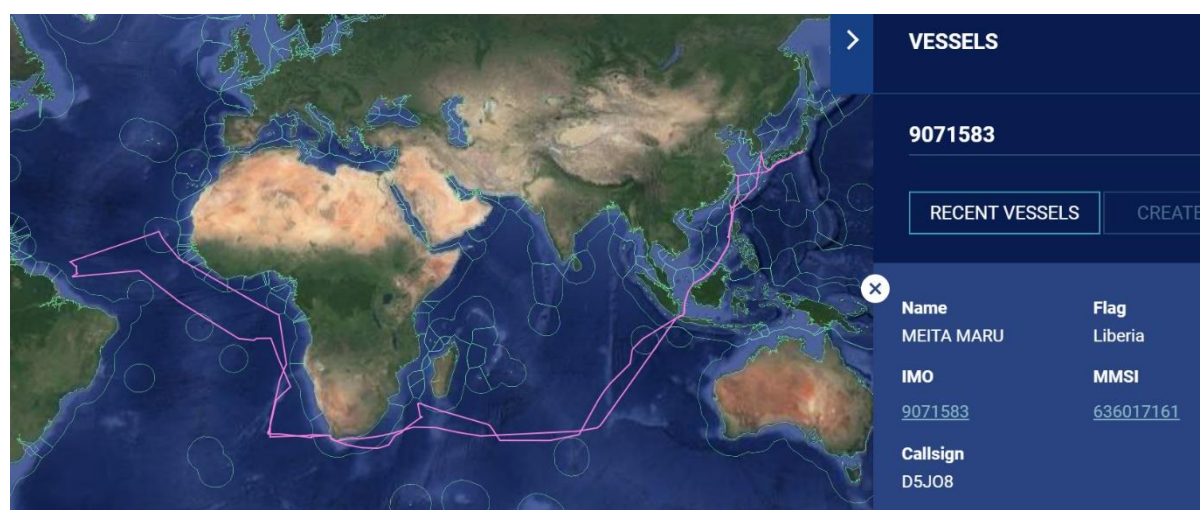 VESSELS
9071583
RECENT VESSELS CREATE
Name Flag
MEITA MARU Liberia
IMO MMSI
9071583 636017161
Callsign
D5JO8